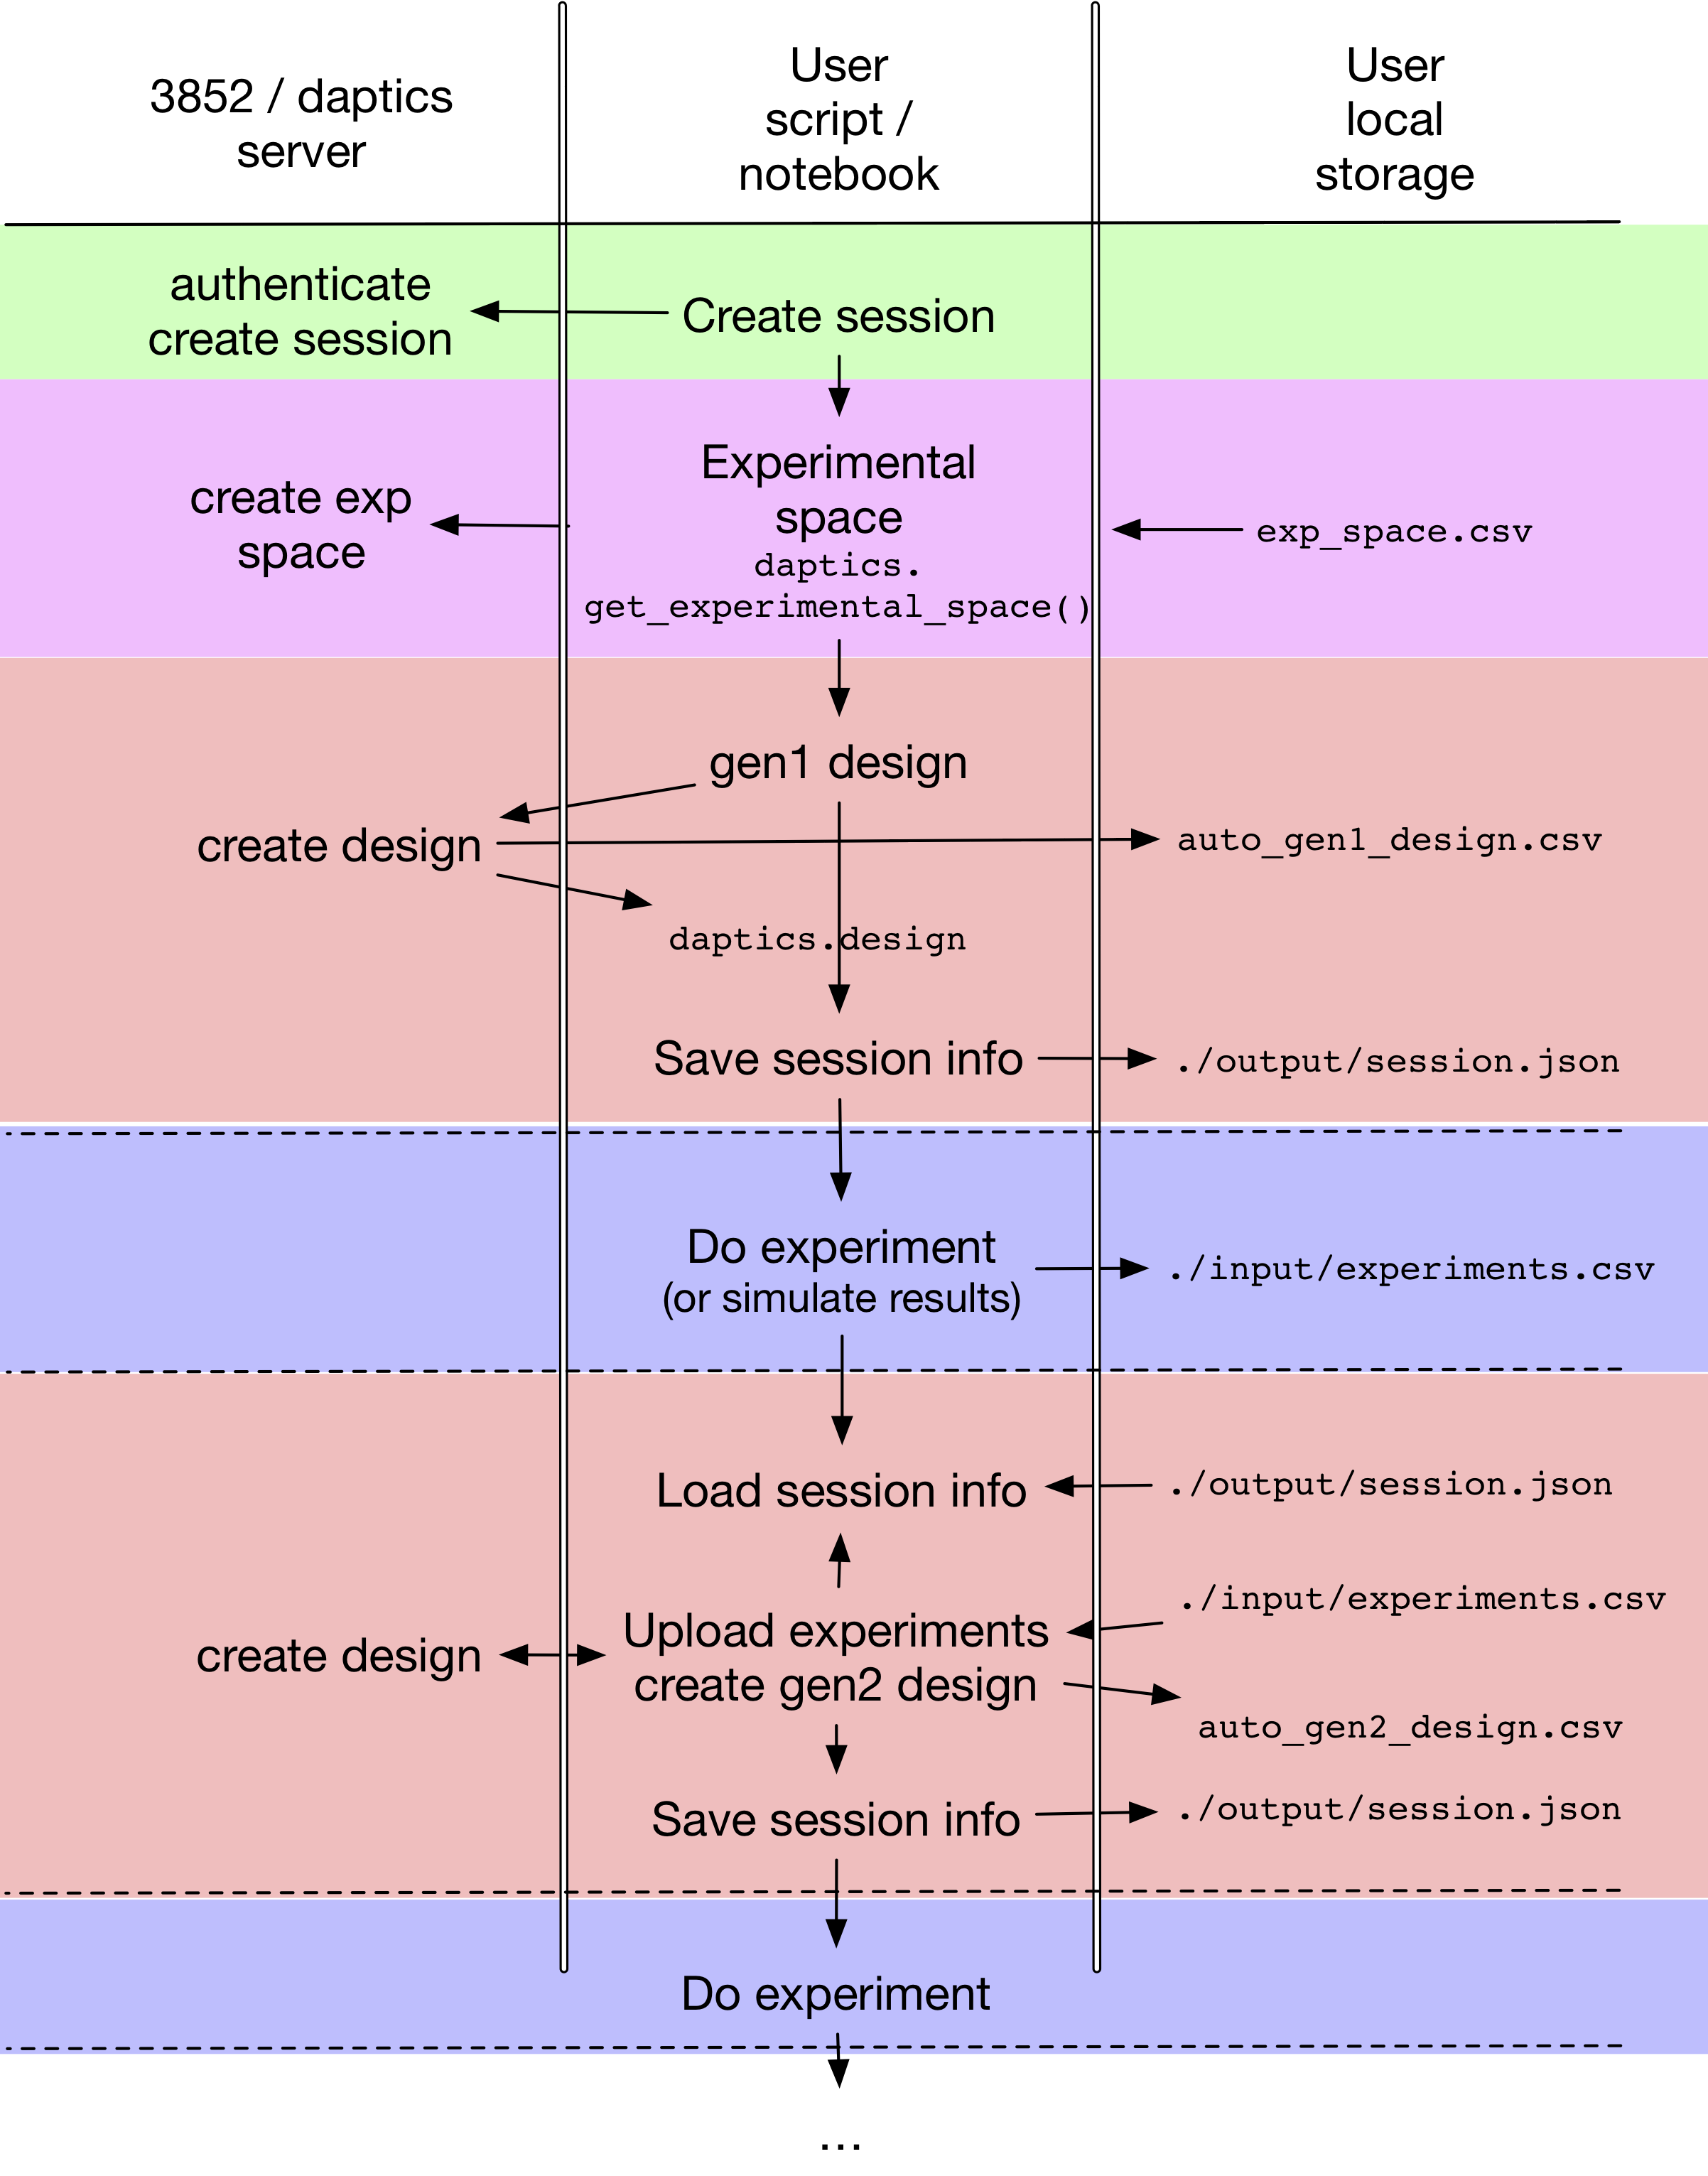 3852 / daptics
server
User
script /
notebook
User
local
storage
authenticate
create session
Create session
create exp
space
Experimental
space
daptics.
get_experimental_space()
exp_space.csv
gen1 design
create design
auto_gen1_design.csv
daptics.design
Save session info
./output/session.json
Do experiment
(or simulate results)
./input/experiments.csv
Load session info
./output/session.json
create design
Upload experiments
create gen2 design
./input/experiments.csv
auto_gen2_design.csv
Save session info
./output/session.json
Do experiment
...